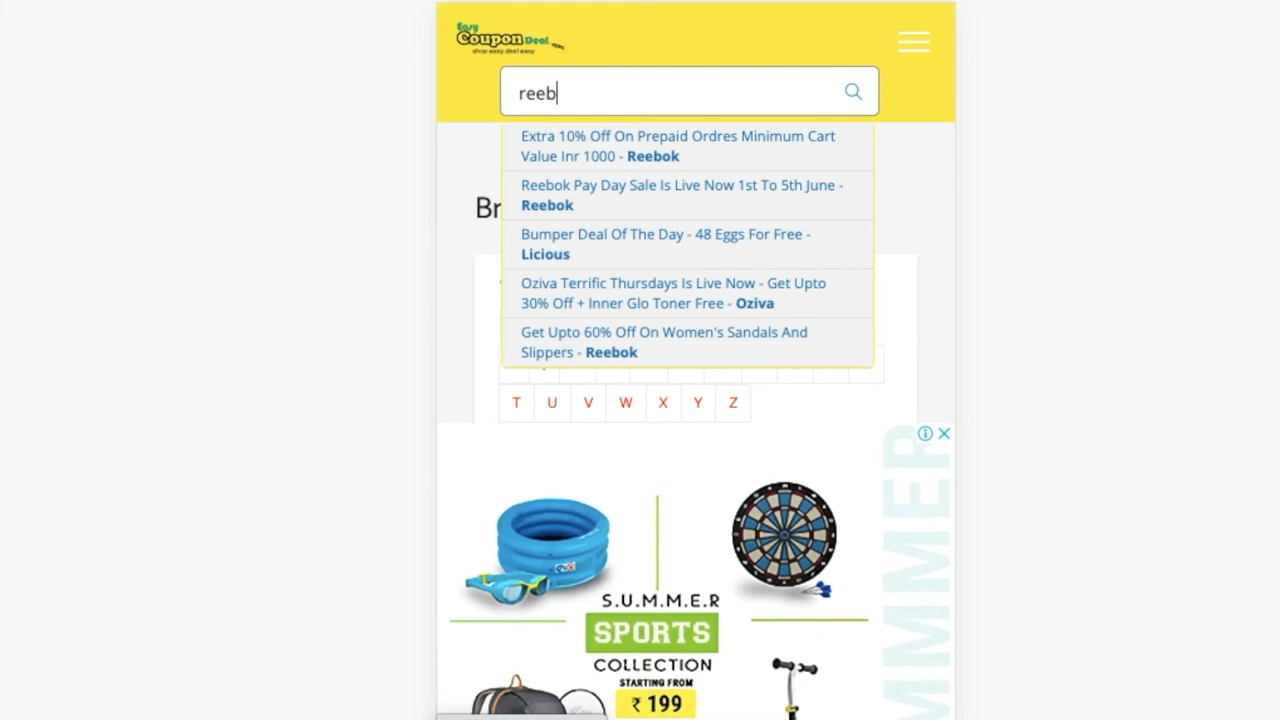 Easy
Coupon Deal .com
shop easy deal easy
reeb
Extra 10% Off On Prepaid Ordres Minimum Cart
Value Inr 1000 - Reebok
Reebok Pay Day Sale Is Live Now 1st To 5th June -
Reebok
Br
Bumper Deal Of The Day - 48 Eggs For Free -
Licious
Oziva Terrific Thursdays Is Live Now - Get Upto
30% Off + Inner Glo Toner Free - Oziva
Get Upto 60% Off On Women's Sandals And
Slippers - Reebok
T U V W X Y Z
S.U.M.M.E.R
SPORTS
COLLECTION
STARTING FROM
₹ 199
SUMMER